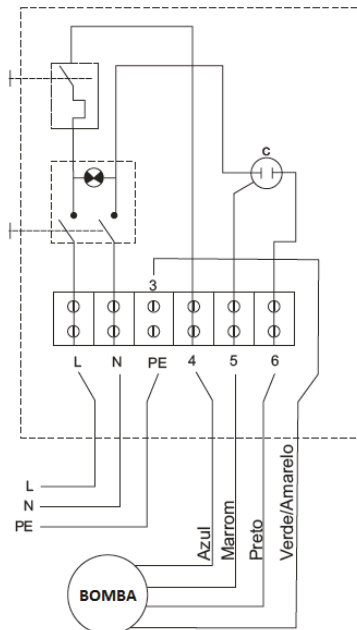 C
3
L N PE 4 5 6
L
N
PE
Azul
Marrom
Preto
Verde/Amarelo
BOMBA